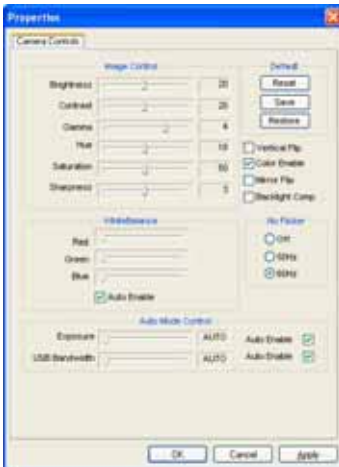 Properties
Camera Controls
Image Control
Brightness 20
Contrast 20
Gamma 4
Hue 10
Saturation 60
Sharpness 3
Default
Reset
Save
Restore
Vertical Flip
Color Enable
Mirror Flip
Backlight Comp
WhiteBalance
Red
Green
Blue
Auto Enable
No Flicker
Off
50Hz
60Hz
Auto Mode Control
Exposure AUTO Auto Enable
USB Bandwidth AUTO Auto Enable
OK Cancel Apply